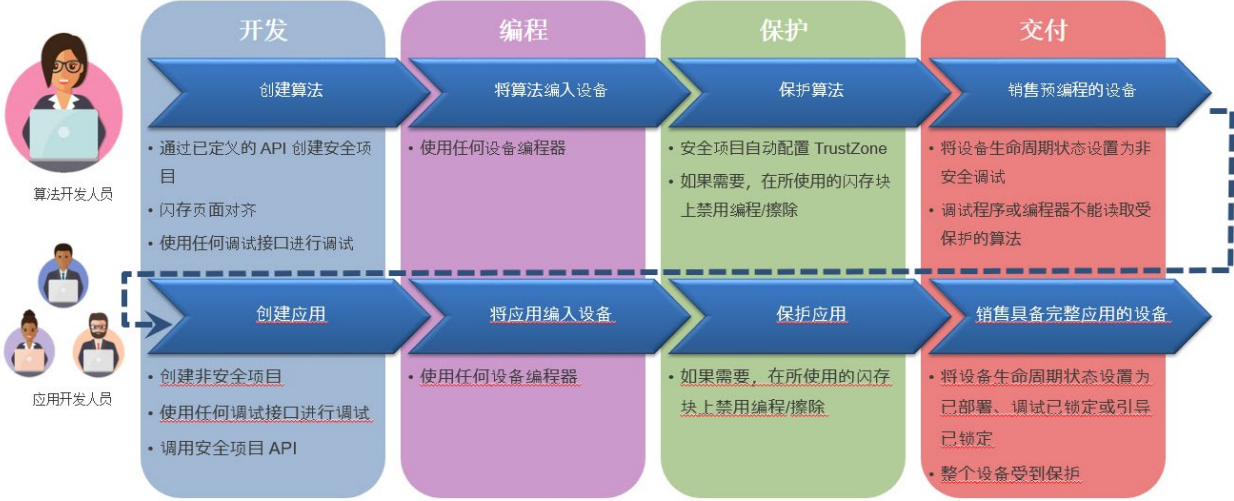 开发
编程
保护
交付
创建算法
将算法编入设备
保护算法
销售预编程的设备
• 通过已定义的 API 创建安全项
目
• 闪存页面对齐
• 使用任何调试接口进行调试
• 使用任何设备编程器
• 安全项目自动配置 TrustZone
• 如果需要，在所使用的闪存块
上禁用编程/擦除
• 将设备生命周期状态设置为非
安全调试
• 调试程序或编程器不能读取受
保护的算法
算法开发人员
创建应用
将应用编入设备
保护应用
销售具备完整应用的设备
• 创建非安全项目
• 使用任何调试接口进行调试
• 调用安全项目 API
• 使用任何设备编程器
• 如果需要，在所使用的闪存
块上禁用编程/擦除
• 将设备生命周期状态设置为
已部署、调试已锁定或引导
已锁定
• 整个设备受到保护
应用开发人员